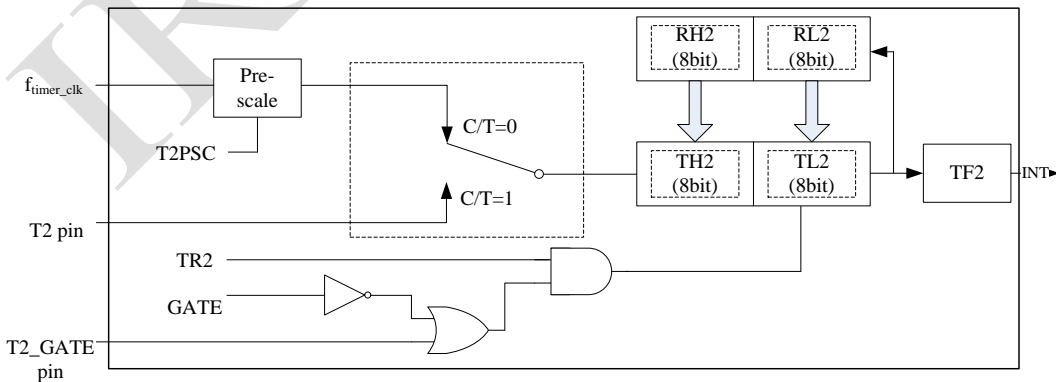 RH2
(8bit)
RL2
(8bit)
f timer_clk
Pre-
scale
C/T=0
T2PSC
TH2
(8bit)
TL2
(8bit)
TF2
INT
C/T=1
T2 pin
TR2
GATE
T2_GATE
pin